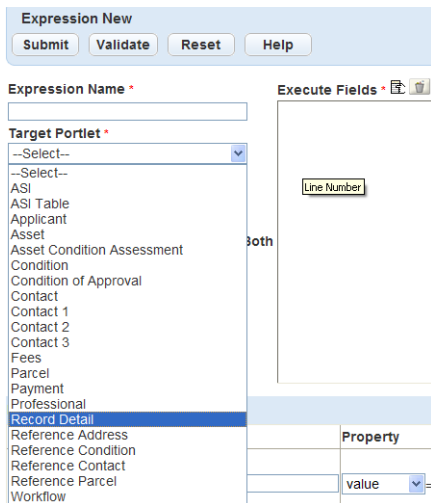 Expression New
Submit Validate Reset Help
Expression Name *
Execute Fields *
Target Portlet *
--Select--
--Select--
ASI
ASI Table
Applicant
Asset
Asset Condition Assessment
Condition
Condition of Approval
Contact
Contact 1
Contact 2
Contact 3
Fees
Parcel
Payment
Professional
Record Detail
Reference Address
Reference Condition
Reference Contact
Reference Parcel
Workflow
Line Number
Both
Property
value =